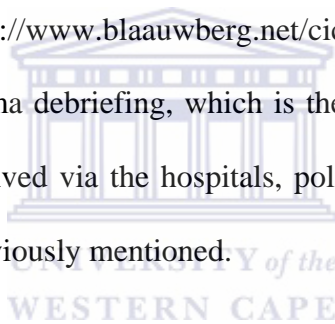 ://www.blaauwberg.net/cid
na debriefing, which is the
ved via the hospitals, pol
viously mentioned.
UNIVERSITY of the
WESTERN CAPE